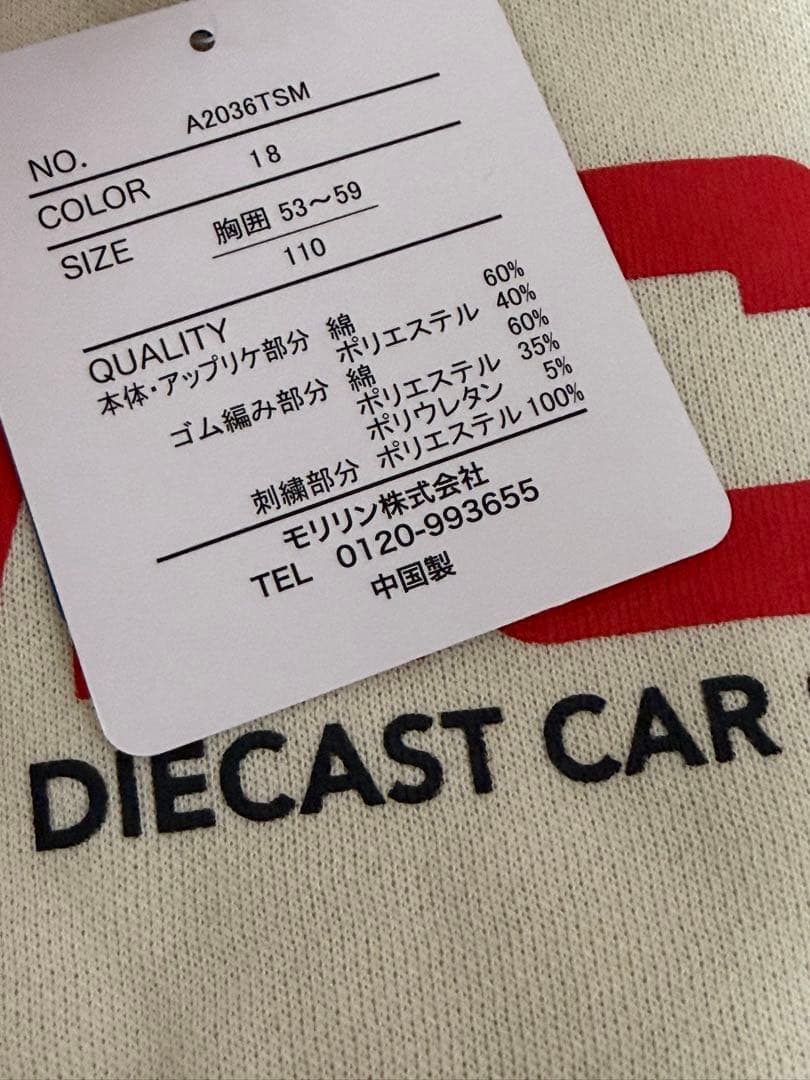 NO. A2036TSM
COLOR 18
SIZE 胸囲 53～59
110
QUALITY
本体・アップリケ部分 綿 60%
ポリエステル 40%
ゴム編み部分 綿 60%
ポリエステル 35%
ポリウレタン 5%
刺繍部分 ポリエステル 100%
モリリン株式会社
TEL 0120-993655
中国製
DIECAST CAR